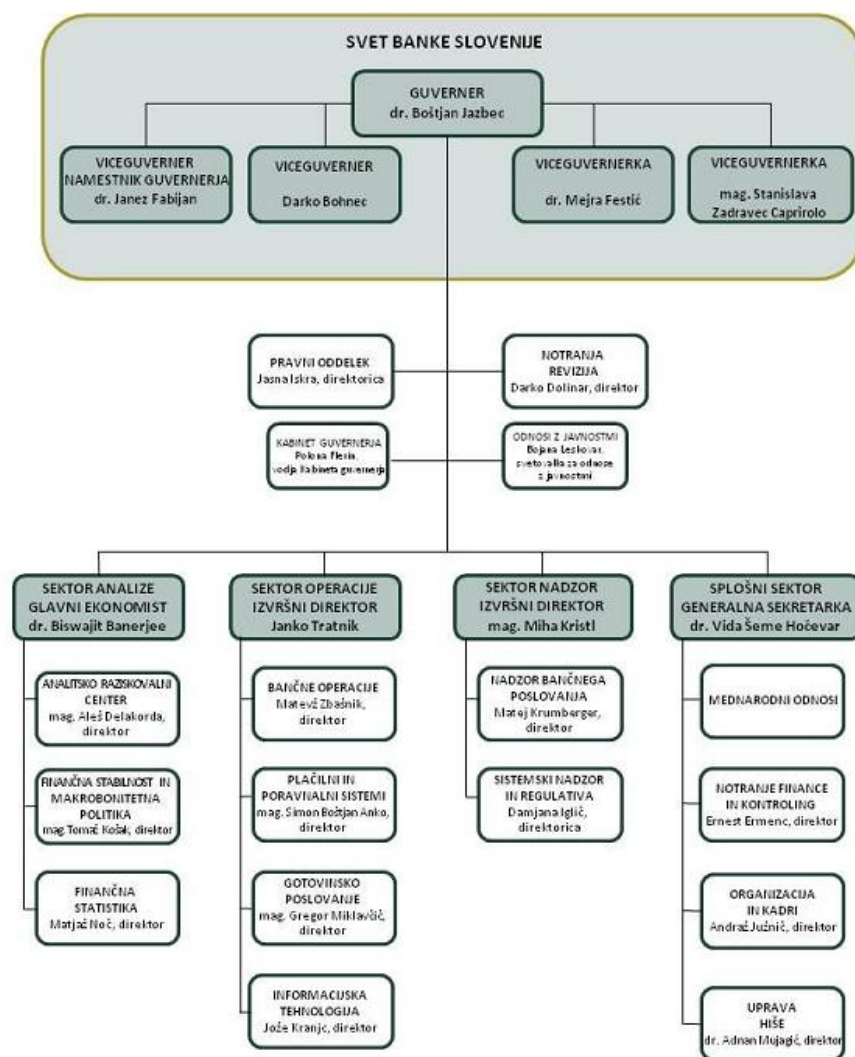 SVET BANKE SLOVENIJE
GUVERNER
dr. Boštjan Jazbec
VICEGUVERNER
NAMESTNIK GUVERNERJA
dr. Janez Fabijan
VICEGUVERNER
Darko Bohnec
VICEGUVERNERKA
dr. Mejra Festić
VICEGUVERNERKA
mag. Stanislava
Zadravec Caprirolo
PRAVNI ODDELEK
Jasna Iskra, direktorica
NOTRANJA
REVIZIJA
Darko Dolinar, direktor
KABINET GUVERNERJA
Polona Flerin,
vodja Kabineta guvernerja
ODNOSI Z JAVNOSTMI
Bojana Leskovar,
svetovalka za odnose
z javnostmi
SEKTOR ANALIZE
GLAVNI EKONOMIST
dr. Biswajit Banerjee
SEKTOR OPERACIJE
IZVRŠNI DIREKTOR
Janko Tratnik
SEKTOR NADZOR
IZVRŠNI DIREKTOR
mag. Miha Kristl
SPLOŠNI SEKTOR
GENERALNA SEKRETARKA
dr. Vida Šeme Hočevar
ANALITSKO RAZISKOVALNI
CENTER
mag. Aleš Delakorda,
direktor
FINANČNA STABILNOST IN
MAKROBONITETNA
POLITIKA
mag. Tomaž Košak, direktor
FINANČNA
STATISTIKA
Matjaž Noč, direktor
BANČNE OPERACIJE
Matevž Zbašnik,
direktor
PLAČILNI IN
PORAVNALNI SISTEMI
mag. Simon Boštjan Anko,
direktor
GOTOVINSKO
POSLOVANJE
mag. Gregor Miklavčič,
direktor
INFORMACIJSKA
TEHNOLOGIJA
Jože Kranjc, direktor
NADZOR BANČNEGA
POSLOVANJA
Matej Krumberger,
direktor
SISTEMSKI NADZOR
IN REGULATIVA
Damjana Iglič,
direktorica
MEDNARODNI ODNOSI
NOTRANJE FINANCE
IN KONTROLING
Ernest Ermenc, direktor
ORGANIZACIJA
IN KADRI
Andraž Južnič, direktor
UPRAVA
HIŠE
dr. Adnan Mujagić, direktor